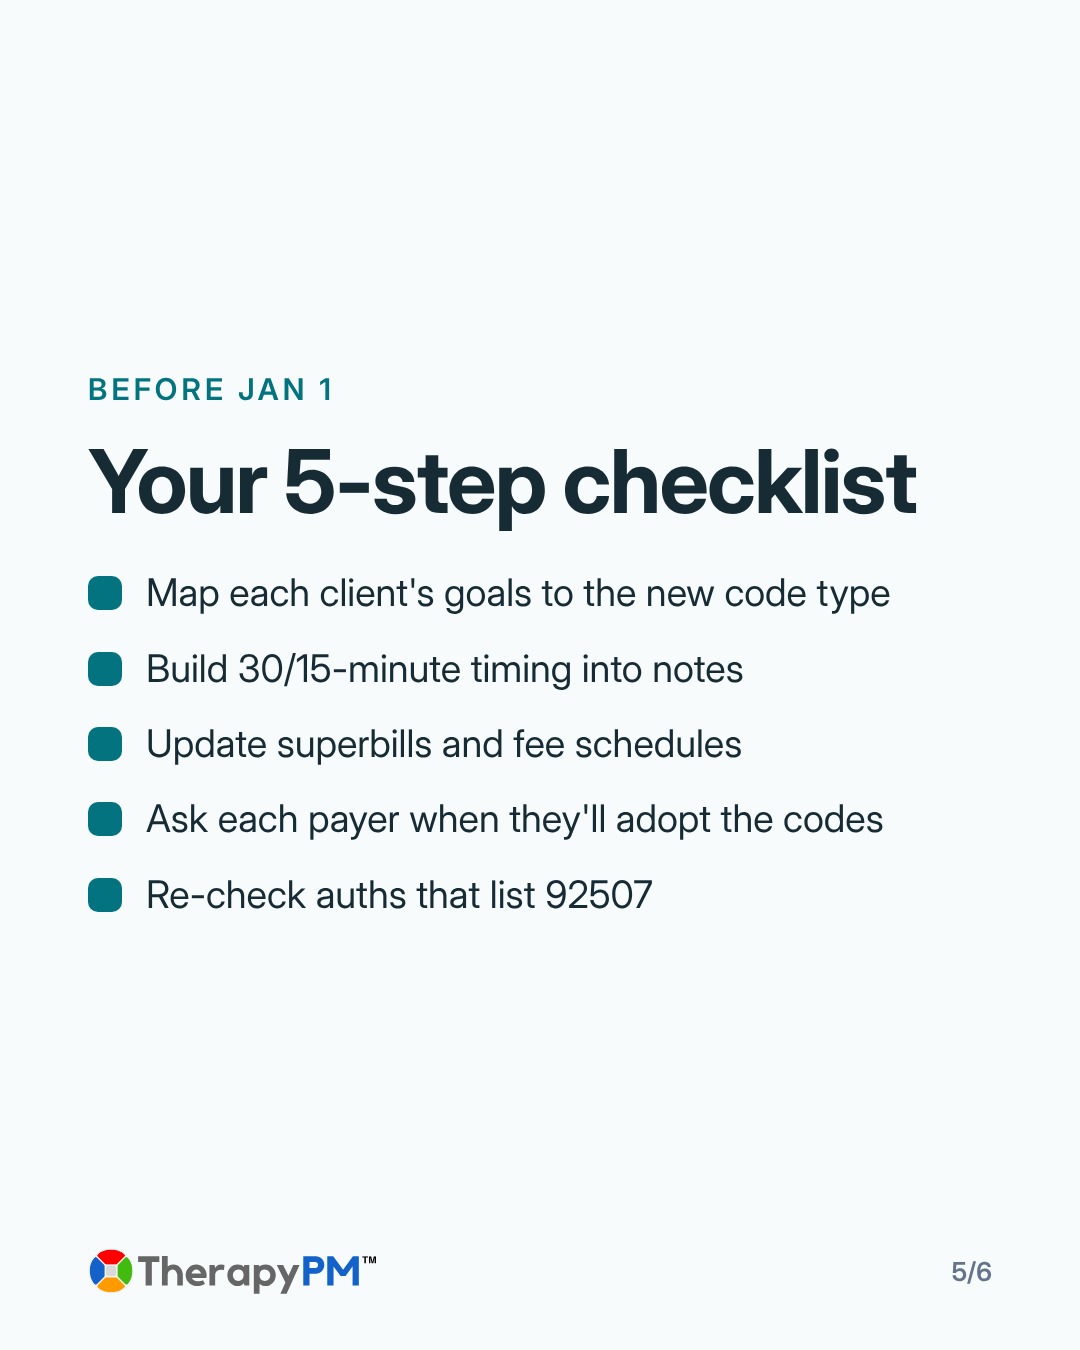 BEFORE JAN 1
Your 5-step checklist
Map each client's goals to the new code type
Build 30/15-minute timing into notes
Update superbills and fee schedules
Ask each payer when they'll adopt the codes
Re-check auths that list 92507
TherapyPM™
5/6